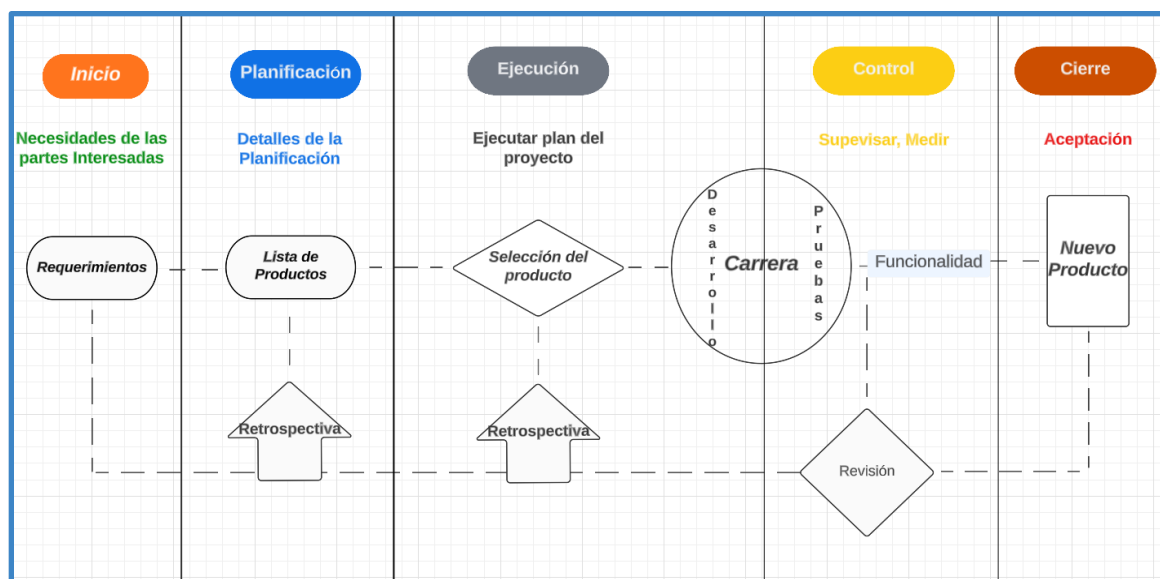 Inicio
Planificación
Ejecución
Control
Cierre
Necesidades de las
partes Interesadas
Detalles de la
Planificación
Ejecutar plan del
proyecto
Supevisar, Medir
Aceptación
Requerimientos
Lista de
Productos
Selección del
producto
Desarrollo
Carrera
Pruebas
Funcionalidad
Nuevo
Producto
Retrospectiva
Retrospectiva
Revisión